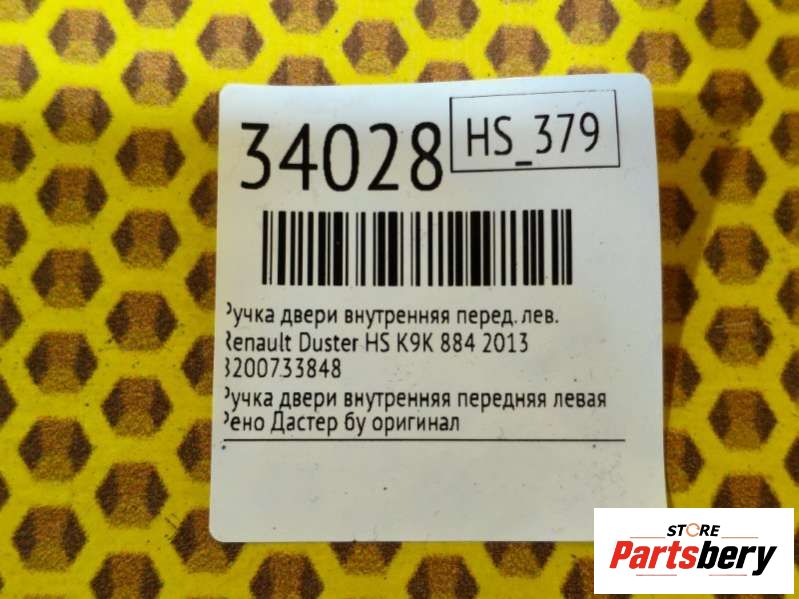 34028
HS_379
Ручка двери внутренняя перед. лев.
Renault Duster HS K9K 884 2013
8200733848
Ручка двери внутренняя передняя левая
Рено Дастер бу оригинал
STORE
Partsbery